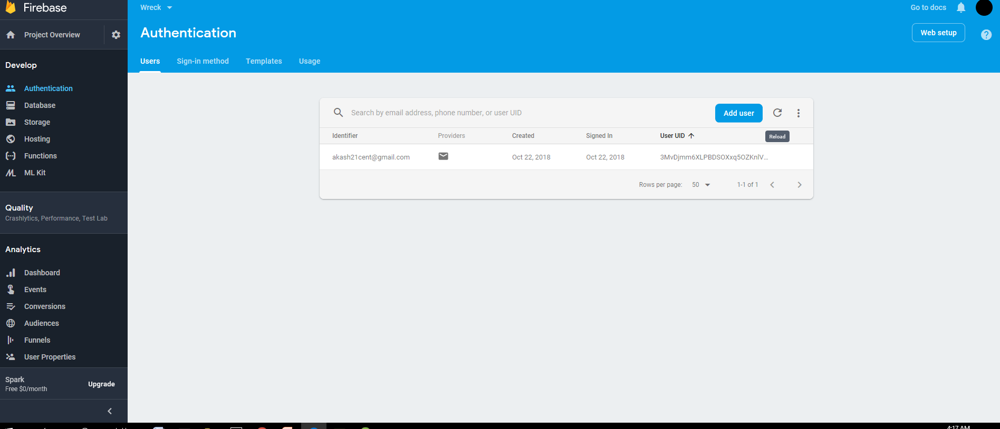 Firebase
Project Overview
Develop
Authentication
Database
Storage
Hosting
Functions
ML Kit
Quality
Crashlytics, Performance, Test Lab
Analytics
Dashboard
Events
Conversions
Audiences
Funnels
User Properties
Spark
Free $0/month
Upgrade
Wreck
Go to docs
Authentication
Web setup
Users Sign-in method Templates Usage
Search by email address, phone number, or user UID
Add user
Identifier Providers Created Signed In User UID
Reload
akash21cent@gmail.com Oct 22, 2018 Oct 22, 2018 3MvDjmm6XLPBDSOXxq5OZKnlV...
Rows per page: 50 1-1 of 1
4:17 AM